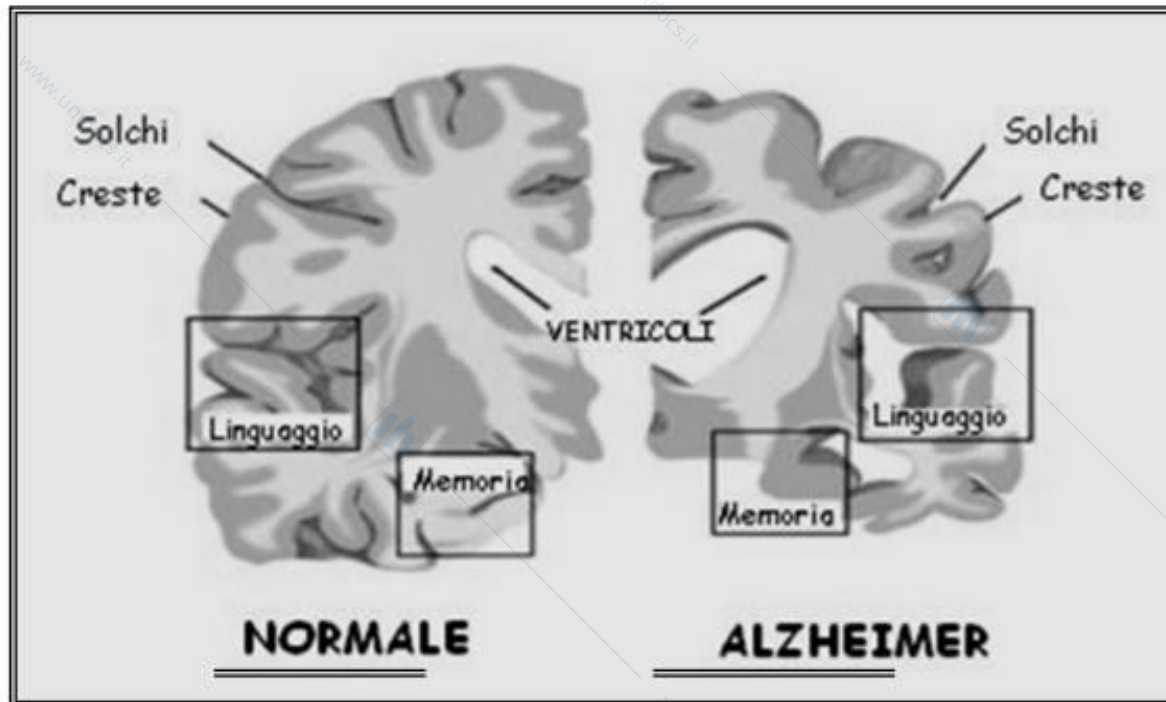 Solchi
Creste
Solchi
Creste
VENTRICOLI
Linguaggio
Linguaggio
Memoria
Memoria
NORMALE
ALZHEIMER